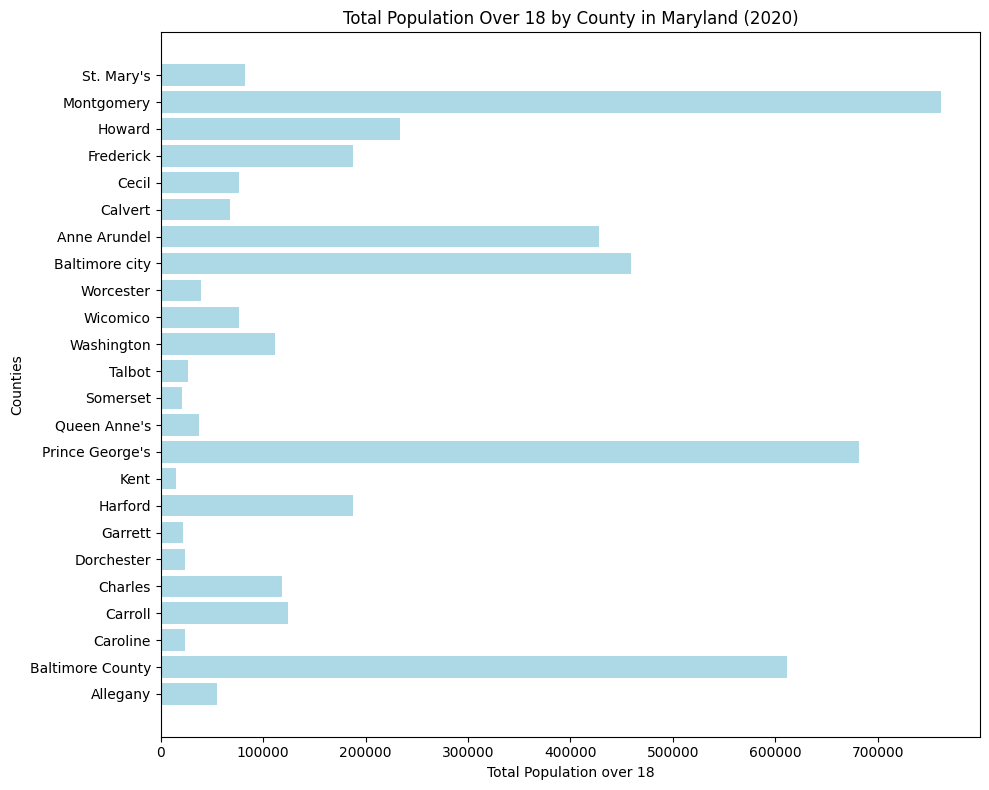 Total Population Over 18 by County in Maryland (2020)
St. Mary's
Montgomery
Howard
Frederick
Cecil
Calvert
Anne Arundel
Baltimore city
Worcester
Wicomico
Washington
Talbot
Somerset
Queen Anne's
Prince George's
Kent
Harford
Garrett
Dorchester
Charles
Carroll
Caroline
Baltimore County
Allegany
Counties
0 100000 200000 300000 400000 500000 600000 700000
Total Population over 18